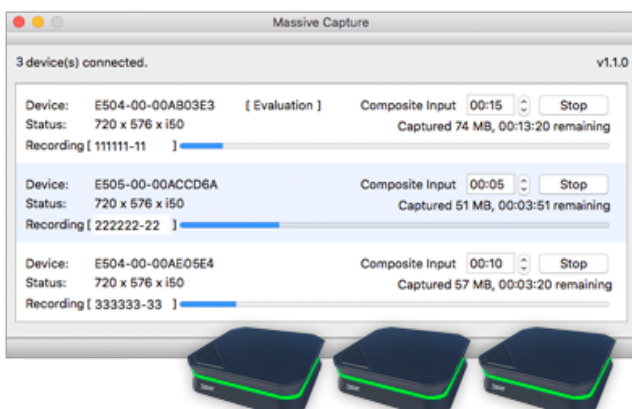 Massive Capture
3 device(s) connected. v1.1.0
Device: E504-00-00AB03E3 [ Evaluation ] Composite Input 00:15 Stop
Status: 720 x 576 x i50 Captured 74 MB, 00:13:20 remaining
Recording [ 111111-11 ]
Device: E505-00-00ACCD6A Composite Input 00:05 Stop
Status: 720 x 576 x i50 Captured 51 MB, 00:03:51 remaining
Recording [ 222222-22 ]
Device: E504-00-00AE05E4 Composite Input 00:10 Stop
Status: 720 x 576 x i50 Captured 57 MB, 00:03:20 remaining
Recording [ 333333-33 ]